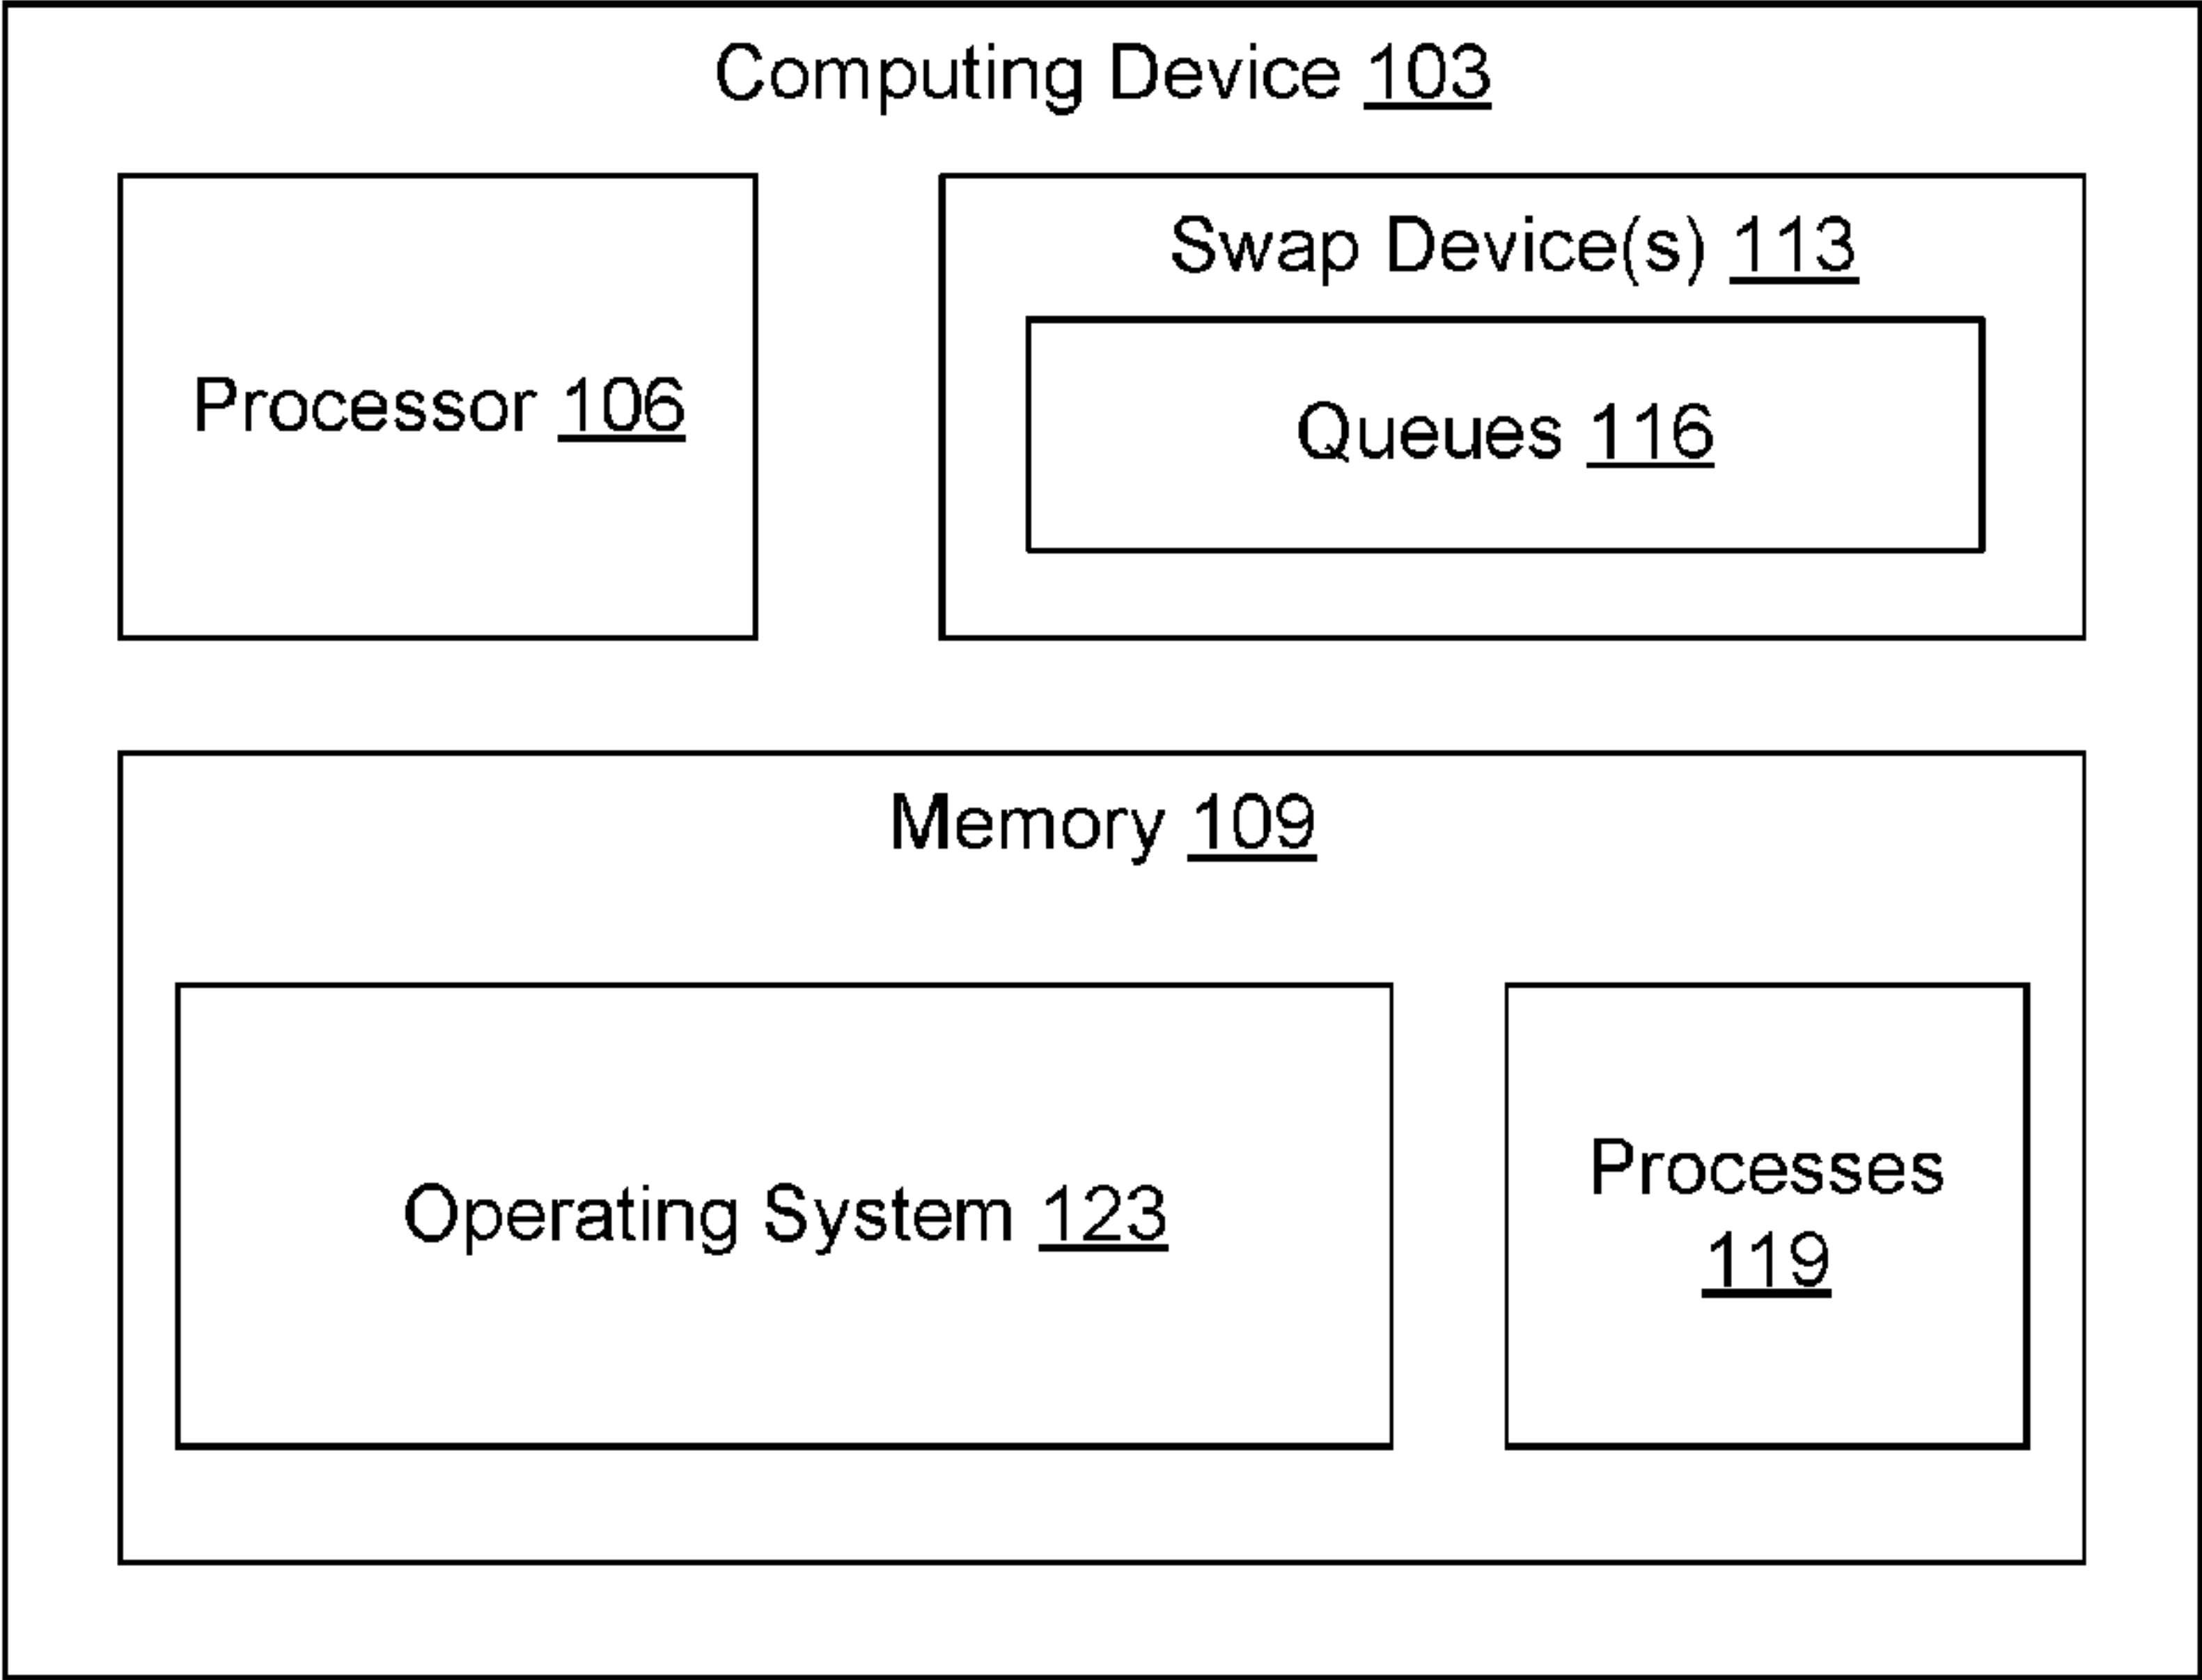 Computing Device 103
Processor 106
Swap Device(s) 113
Queues 116
Memory 109
Operating System 123
Processes
119